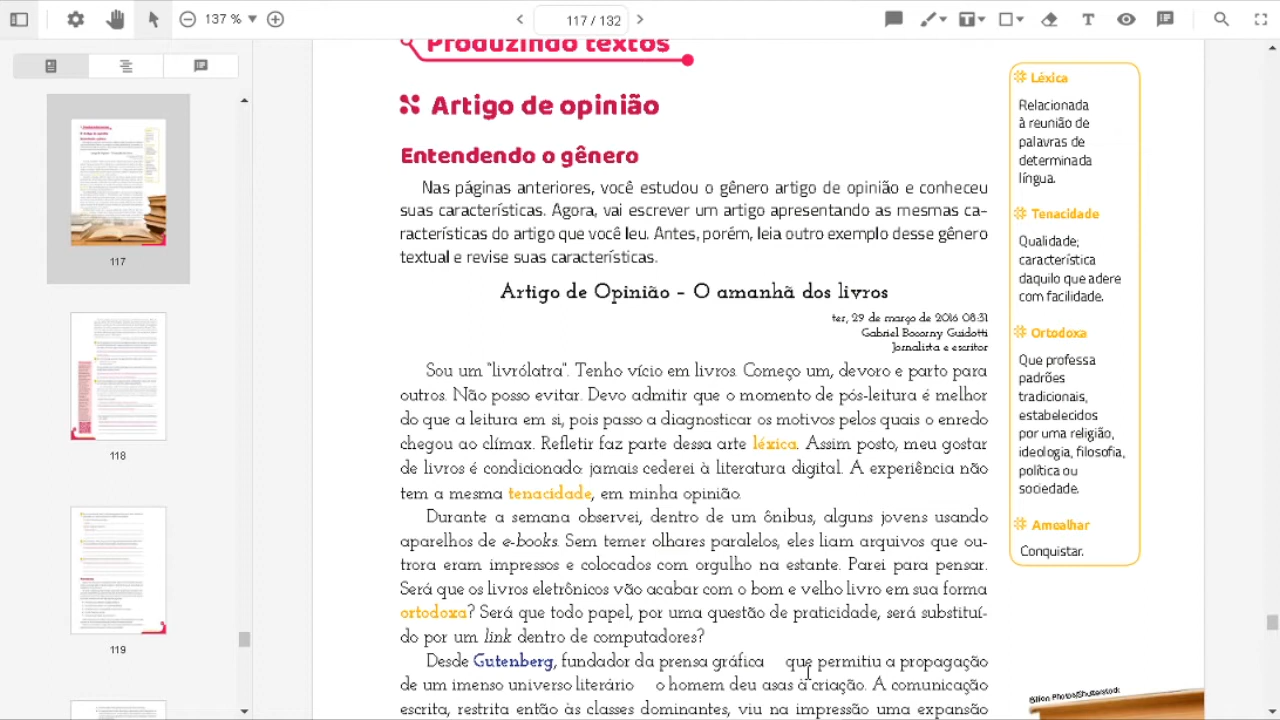 137 %
117 / 132
Produzindo textos
Artigo de opinião
Entendendo o gênero
Nas páginas anteriores, você estudou o gênero artigo de opinião e conheceu
suas características. Agora, vai escrever um artigo apresentando as mesmas ca-
racterísticas do artigo que você leu. Antes, porém, leia outro exemplo desse gênero
textual e revise suas características.
Artigo de Opinião – O amanhã dos livros
ter, 29 de março de 2016 08:31
Gabriel Bocorny Guidotti
Jornalista e escritor
Sou um "livrólatra". Tenho vício em livros. Começo um, devoro e parto para
outros. Não posso evitar. Devo admitir que o momento da pós-leitura é melhor
do que a leitura em si, pois passo a diagnosticar os motivos pelos quais o enredo
chegou ao clímax. Refletir faz parte dessa arte léxica. Assim posto, meu gostar
de livros é condicionado: jamais cederei à literatura digital. A experiência não
tem a mesma tenacidade, em minha opinião.
Durante a semana observei, dentro de um ônibus, alguns jovens usando
aparelhos de e-books. Sem temer olhares paralelos, eles liam arquivos que ou-
trora eram impressos e colocados com orgulho na estante. Parei para pensar.
Será que os livros eletrônicos vão acabar com o bom e velho livro em sua forma
ortodoxa? Será que todo papel, por uma questão de praticidade, será substituí-
do por um link dentro de computadores?
Desde Gutenberg, fundador da prensa gráfica que permitiu a propagação
de um imenso universo literário o homem deu asas à criação. A comunicação
escrita, restrita então às classes dominantes, viu na impressão uma expansão
Léxica
Relacionada
à reunião de
palavras de
determinada
língua.
Tenacidade
Qualidade;
característica
daquilo que adere
com facilidade.
Ortodoxa
Que professa
padrões
tradicionais,
estabelecidos
por uma religião,
ideologia, filosofia,
política ou
sociedade.
Amealhar
Conquistar.
117
118
119